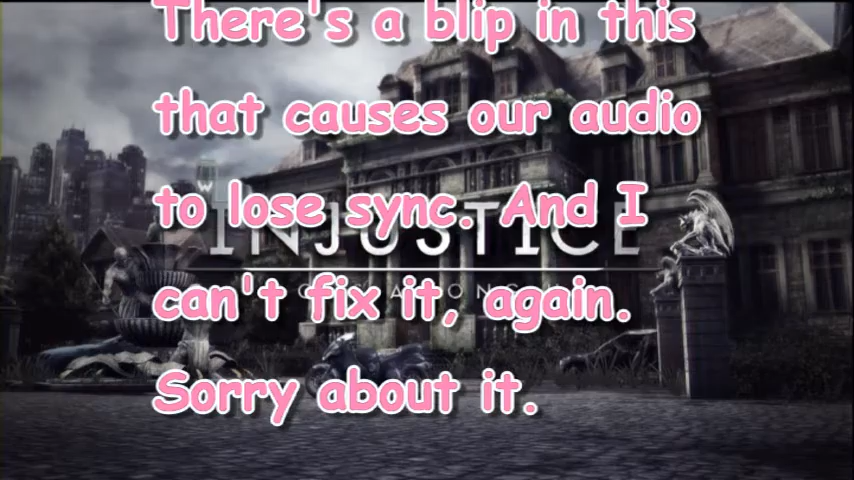 There's a blip in this
that causes our audio
to lose sync. And I
INJUSTICE
can't fix it, again.
Sorry about it.